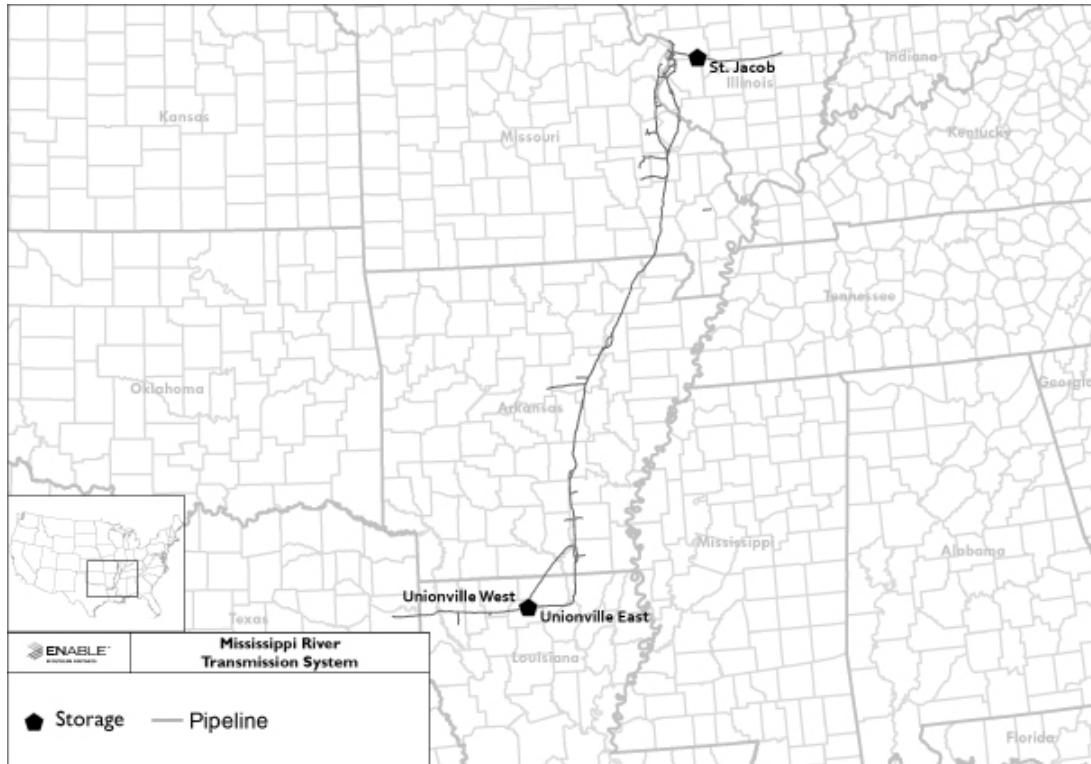 St. Jacob
Illinois
Indiana
Kansas
Missouri
Kentucky
Tennessee
Oklahoma
Arkansas
Georgia
Mississippi
Alabama
Unionville West
Unionville East
Texas
Louisiana
Florida
ENABLE
Mississippi River
Transmission System
Storage
Pipeline